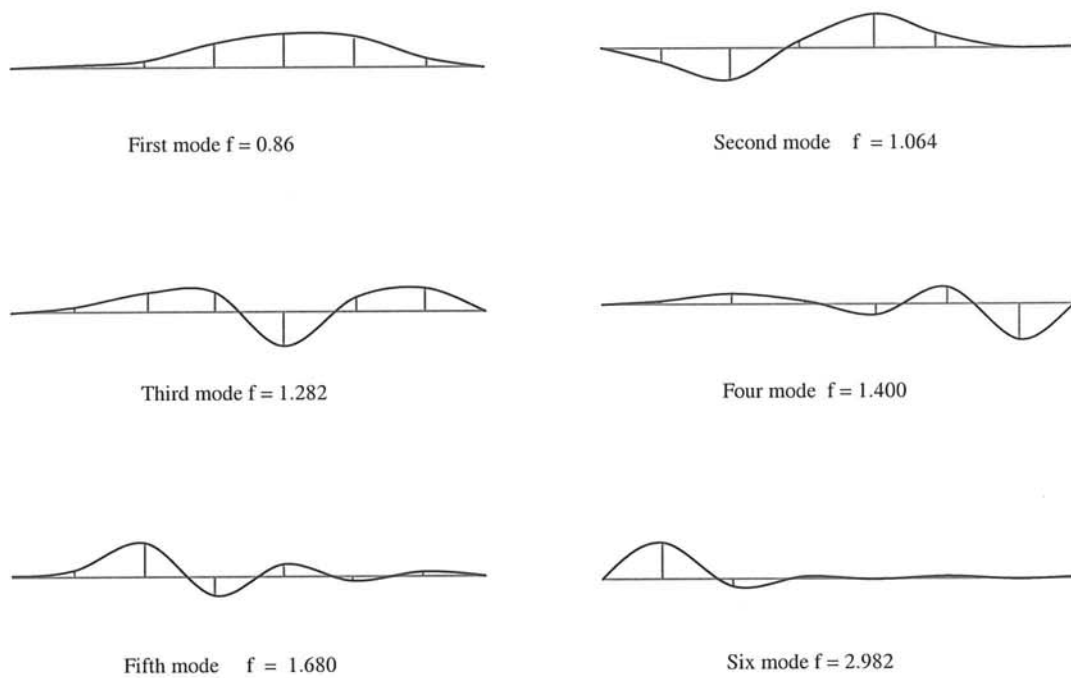 First mode f = 0.86
Second mode f = 1.064
Third mode f = 1.282
Four mode f = 1.400
Fifth mode f = 1.680
Six mode f = 2.982